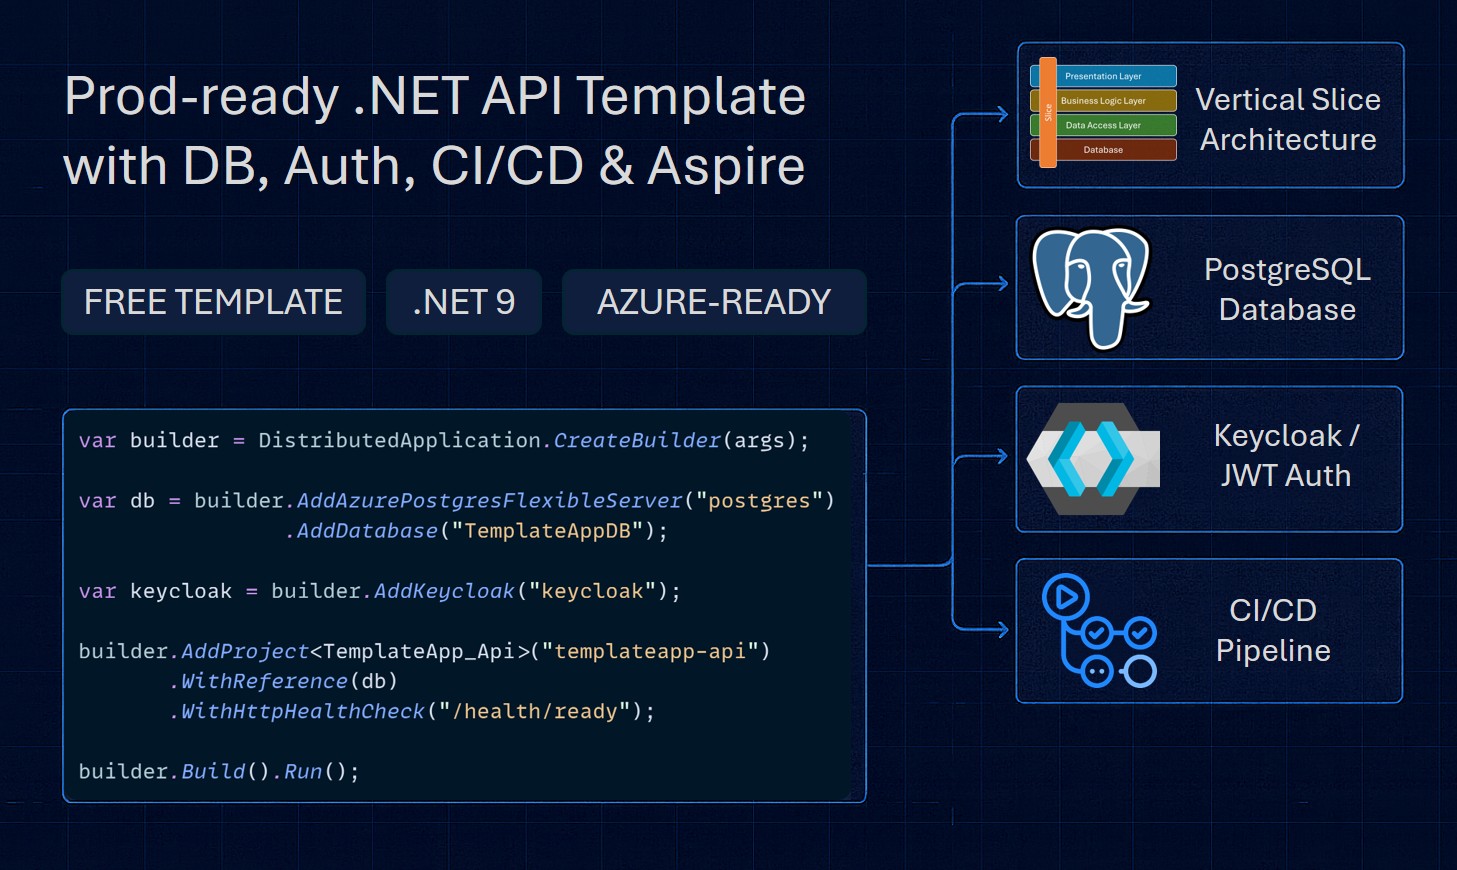 Prod-ready .NET API Template
with DB, Auth, CI/CD & Aspire
FREE TEMPLATE
.NET 9
AZURE-READY
var builder = DistributedApplication.CreateBuilder(args);
var db = builder.AddAzurePostgresFlexibleServer("postgres")
.AddDatabase("TemplateAppDB");
var keycloak = builder.AddKeycloak("keycloak");
builder.AddProject<TemplateApp_Api>("templateapp-api")
.WithReference(db)
.WithHttpHealthCheck("/health/ready");
builder.Build().Run();
Slice
Presentation Layer
Business Logic Layer
Data Access Layer
Database
Vertical Slice
Architecture
PostgreSQL
Database
Keycloak /
JWT Auth
CI/CD
Pipeline